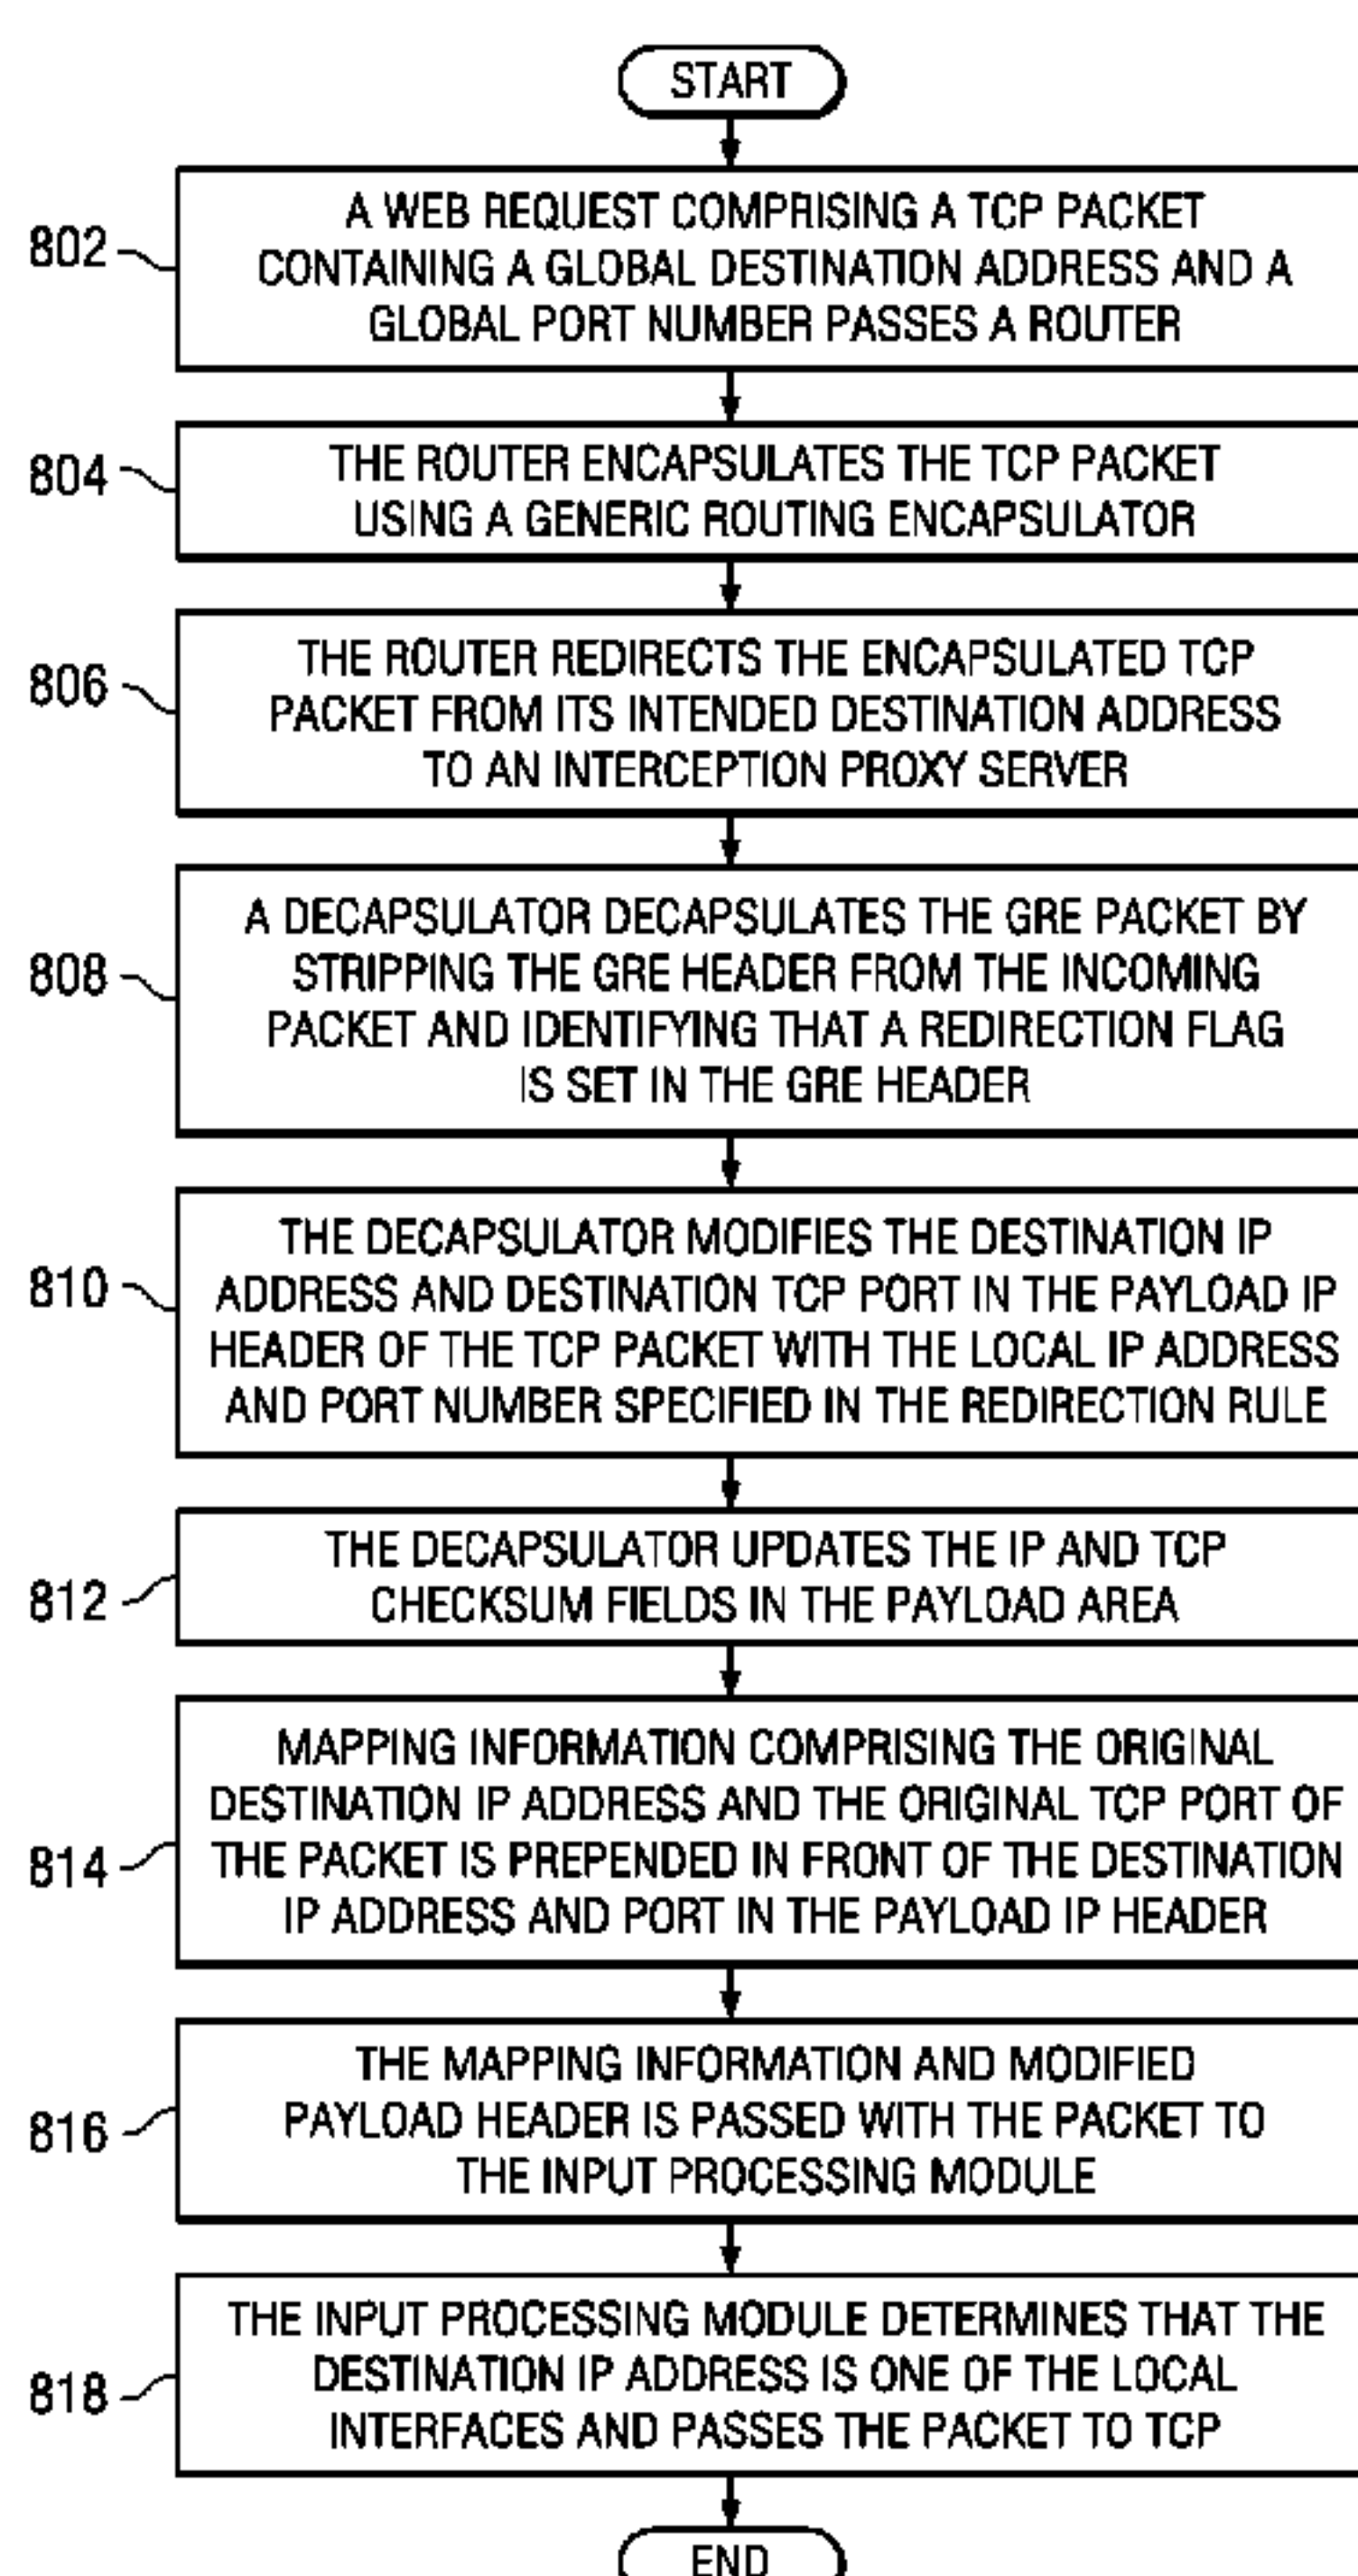 START
802
A WEB REQUEST COMPRISING A TCP PACKET
CONTAINING A GLOBAL DESTINATION ADDRESS AND A
GLOBAL PORT NUMBER PASSES A ROUTER
804
THE ROUTER ENCAPSULATES THE TCP PACKET
USING A GENERIC ROUTING ENCAPSULATOR
806
THE ROUTER REDIRECTS THE ENCAPSULATED TCP
PACKET FROM ITS INTENDED DESTINATION ADDRESS
TO AN INTERCEPTION PROXY SERVER
808
A DECAPSULATOR DECAPSULATES THE GRE PACKET BY
STRIPPING THE GRE HEADER FROM THE INCOMING
PACKET AND IDENTIFYING THAT A REDIRECTION FLAG
IS SET IN THE GRE HEADER
810
THE DECAPSULATOR MODIFIES THE DESTINATION IP
ADDRESS AND DESTINATION TCP PORT IN THE PAYLOAD IP
HEADER OF THE TCP PACKET WITH THE LOCAL IP ADDRESS
AND PORT NUMBER SPECIFIED IN THE REDIRECTION RULE
812
THE DECAPSULATOR UPDATES THE IP AND TCP
CHECKSUM FIELDS IN THE PAYLOAD AREA
814
MAPPING INFORMATION COMPRISING THE ORIGINAL
DESTINATION IP ADDRESS AND THE ORIGINAL TCP PORT OF
THE PACKET IS PREPENDED IN FRONT OF THE DESTINATION
IP ADDRESS AND PORT IN THE PAYLOAD IP HEADER
816
THE MAPPING INFORMATION AND MODIFIED
PAYLOAD HEADER IS PASSED WITH THE PACKET TO
THE INPUT PROCESSING MODULE
818
THE INPUT PROCESSING MODULE DETERMINES THAT THE
DESTINATION IP ADDRESS IS ONE OF THE LOCAL
INTERFACES AND PASSES THE PACKET TO TCP
END